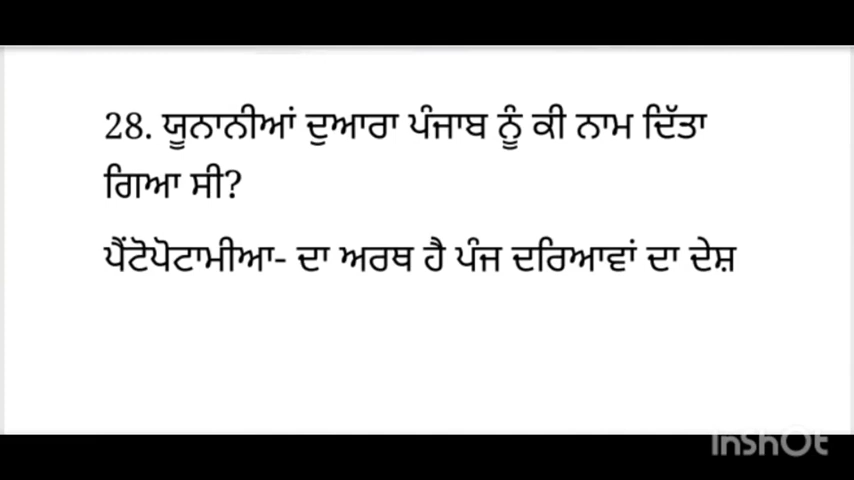 28. ਯੂਨਾਨੀਆਂ ਦੁਆਰਾ ਪੰਜਾਬ ਨੂੰ ਕੀ ਨਾਮ ਦਿੱਤਾ
ਗਿਆ ਸੀ?
ਪੈਂਟੋਪੋਟਾਮੀਆ- ਦਾ ਅਰਥ ਹੈ ਪੰਜ ਦਰਿਆਵਾਂ ਦਾ ਦੇਸ਼
InShOt